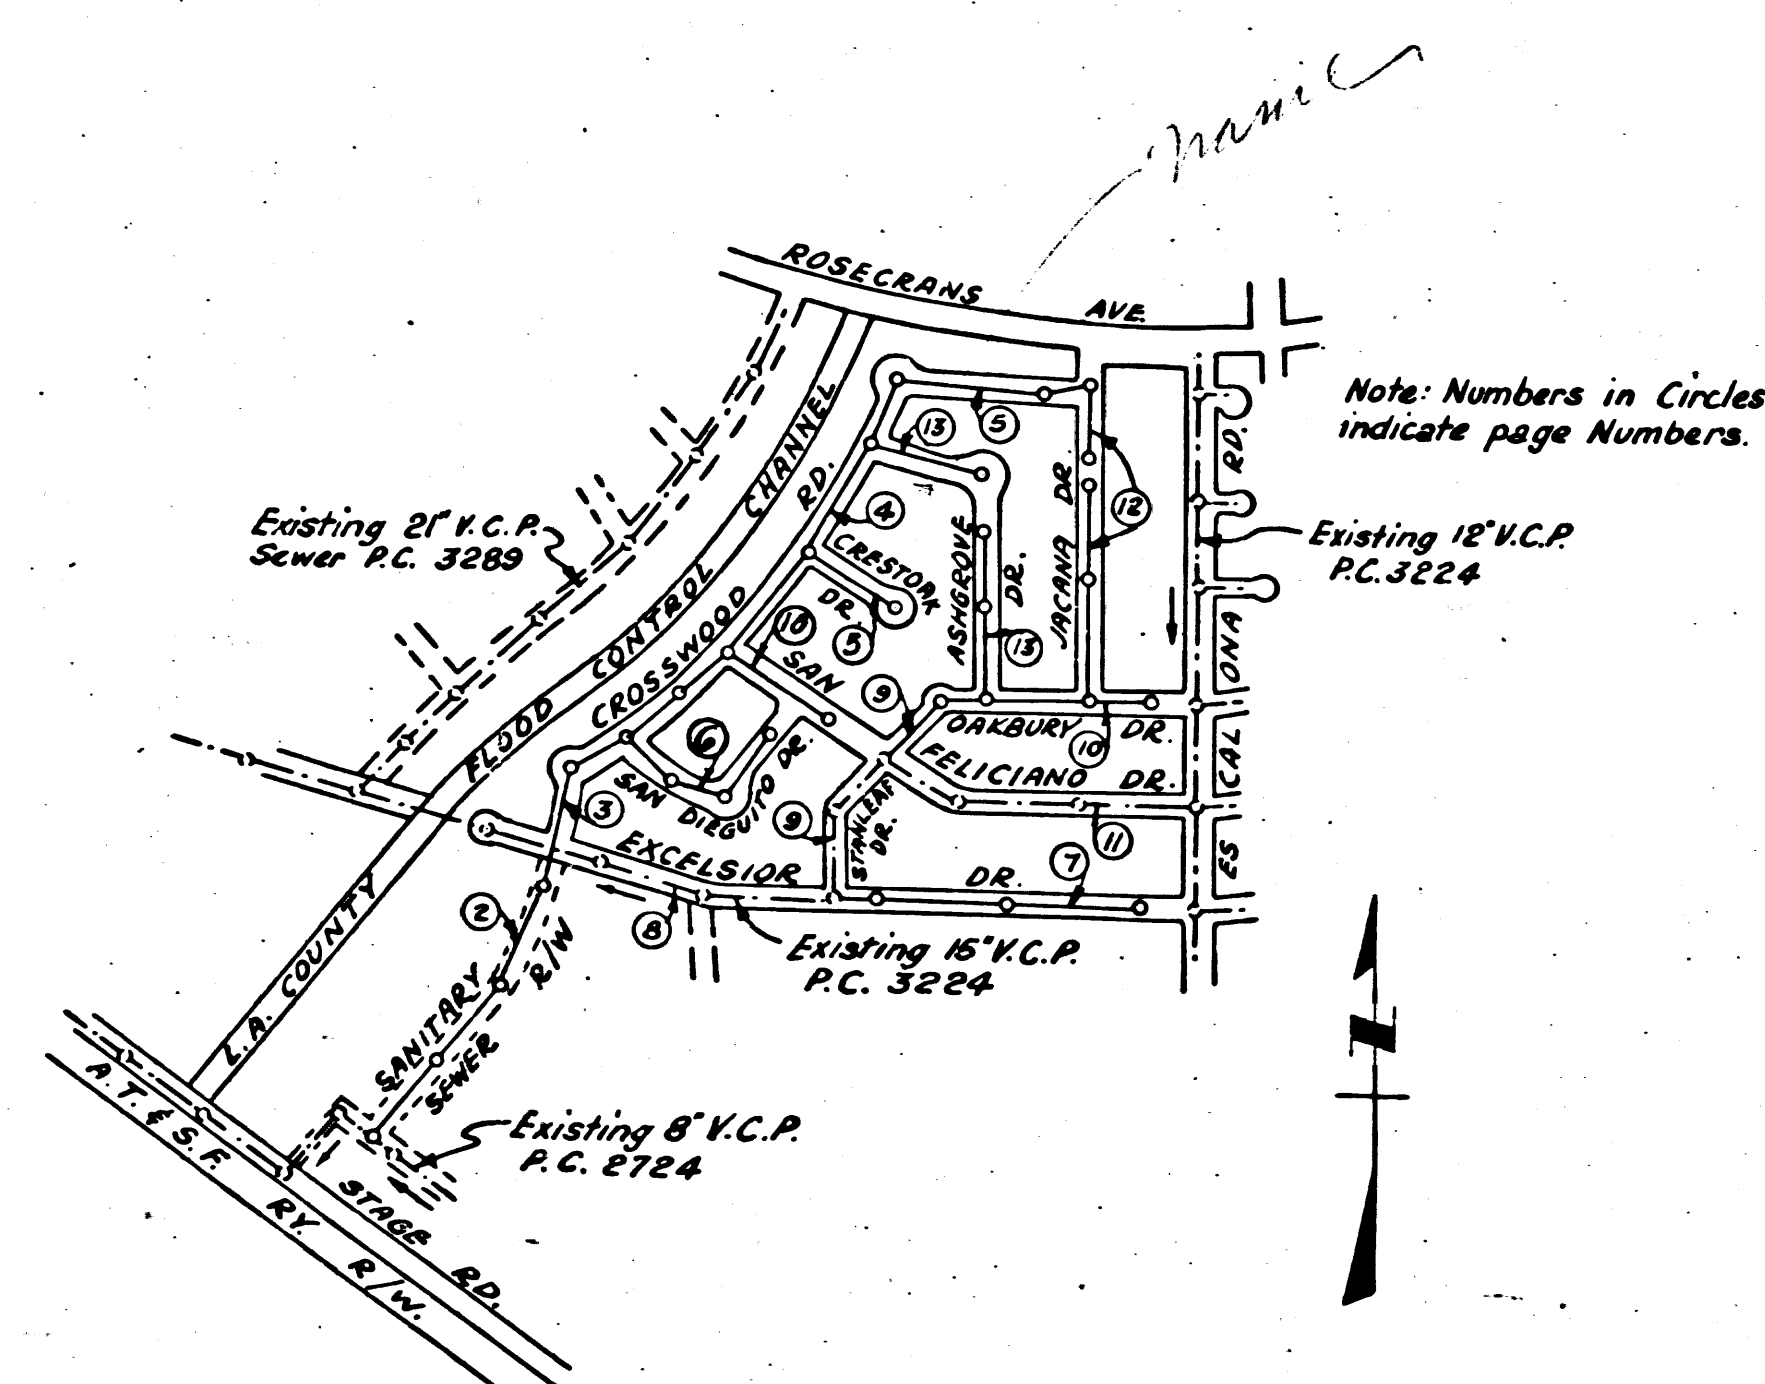 ROSECRANS AVE.
Note: Numbers in Circles
indicate page Numbers.
Existing 21" V.C.P.
Sewer P.C. 3289
Existing 12" V.C.P.
P.C. 3224
L.A. COUNTY FLOOD CONTROL CHANNEL
CROSSWOOD RD.
5
13
4
12
CRESTOAK
DR.
5
10
ASHGROVE DR.
13
JACANA DR.
SAN
9
OAKBURY DR.
10
FELICIANO DR.
11
6
SAN DIEGUITO DR.
3
9
STANLEAF
DR.
EXCELSIOR DR.
7
2
8
ESCALONA RD.
Existing 15" V.C.P.
P.C. 3224
SANITARY
SEWER R/W
Existing 8" V.C.P.
P.C. 2724
N
STAGE RD.
A.T. & S.F. RY. R/W.